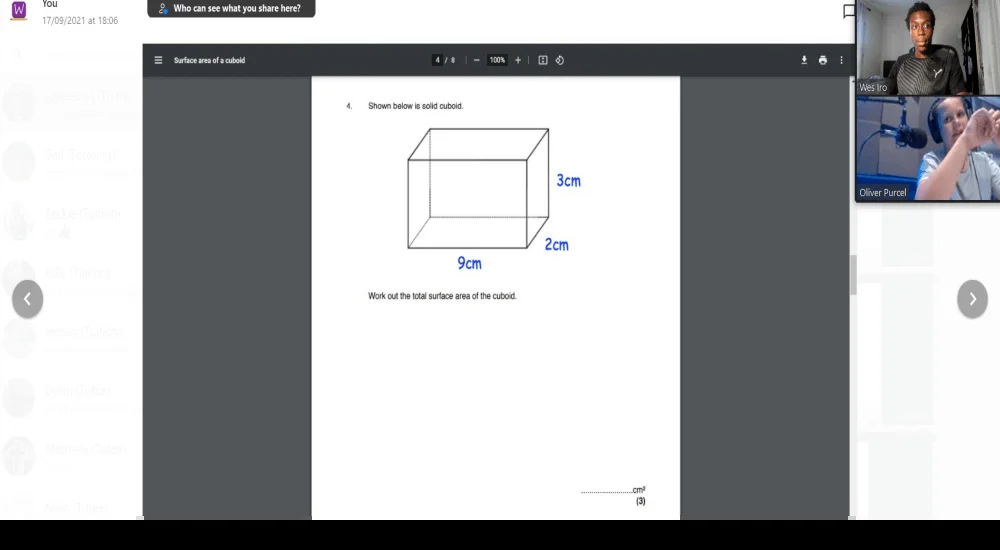 W
You
17/09/2021 at 18:06
Who can see what you share here?
Surface area of a cuboid
4 / 8
100%
Wes Iro
Oliver Purcel
4. Shown below is solid cuboid.
3cm
2cm
9cm
Work out the total surface area of the cuboid.
........................cm²
(3)